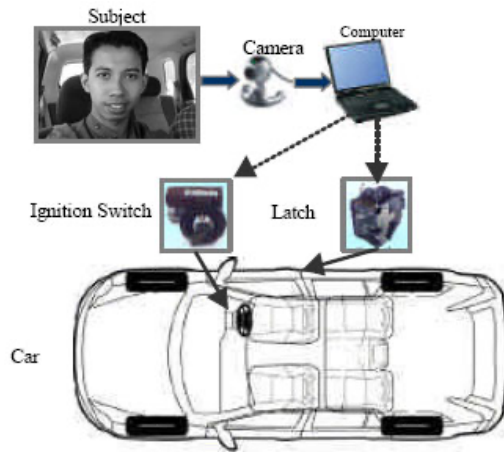 Subject
Camera
Computer
Ignition Switch
Latch
Car